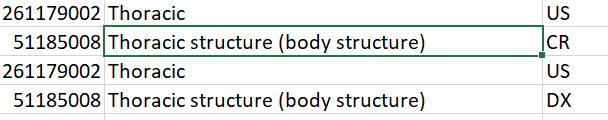 261179002 Thoracic US
51185008 Thoracic structure (body structure) CR
261179002 Thoracic US
51185008 Thoracic structure (body structure) DX